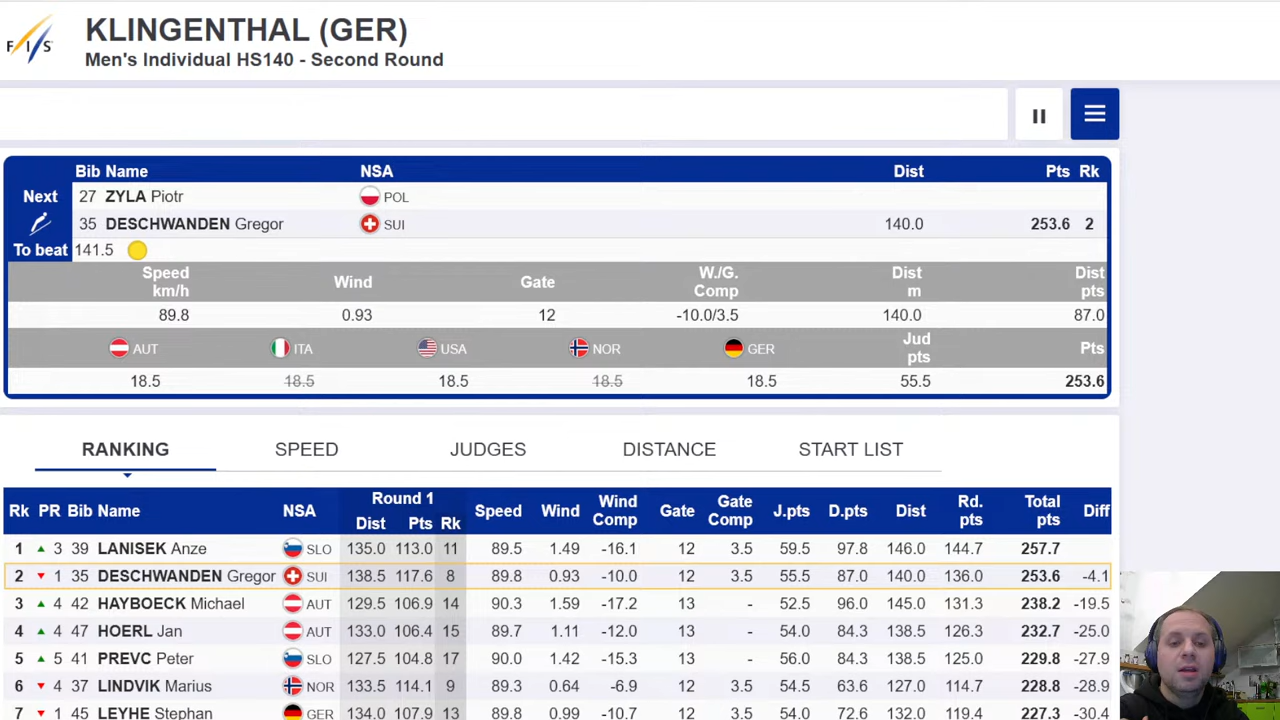 FIS
KLINGENTHAL (GER)
Men's Individual HS140 - Second Round
Bib Name NSA Dist Pts Rk
Next 27 ZYLA Piotr POL
35 DESCHWANDEN Gregor SUI 140.0 253.6 2
To beat 141.5
Speed km/h Wind Gate W./G. Comp Dist m Dist pts
89.8 0.93 12 -10.0/3.5 140.0 87.0
AUT ITA USA NOR GER Jud pts Pts
18.5 18.5 18.5 18.5 18.5 55.5 253.6
RANKING SPEED JUDGES DISTANCE START LIST
Round 1
Rk PR Bib Name NSA Dist Pts Rk Speed Wind Wind Comp Gate Gate Comp J.pts D.pts Dist Rd. pts Total pts Diff
1 3 39 LANISEK Anze SLO 135.0 113.0 11 89.5 1.49 -16.1 12 3.5 59.5 97.8 146.0 144.7 257.7
2 1 35 DESCHWANDEN Gregor SUI 138.5 117.6 8 89.8 0.93 -10.0 12 3.5 55.5 87.0 140.0 136.0 253.6 -4.1
3 4 42 HAYBOECK Michael AUT 129.5 106.9 14 90.3 1.59 -17.2 13 - 52.5 96.0 145.0 131.3 238.2 -19.5
4 4 47 HOERL Jan AUT 133.0 106.4 15 89.7 1.11 -12.0 13 - 54.0 84.3 138.5 126.3 232.7 -25.0
5 5 41 PREVC Peter SLO 127.5 104.8 17 90.0 1.42 -15.3 13 - 56.0 84.3 138.5 125.0 229.8 -27.9
6 4 37 LINDVIK Marius NOR 133.5 114.1 9 89.3 0.64 -6.9 12 3.5 54.5 63.6 127.0 114.7 228.8 -28.9
7 1 45 LEYHE Stephan GER 134.0 107.9 13 89.8 0.99 -10.7 13 - 54.0 72.6 132.0 119.4 227.3 -30.4